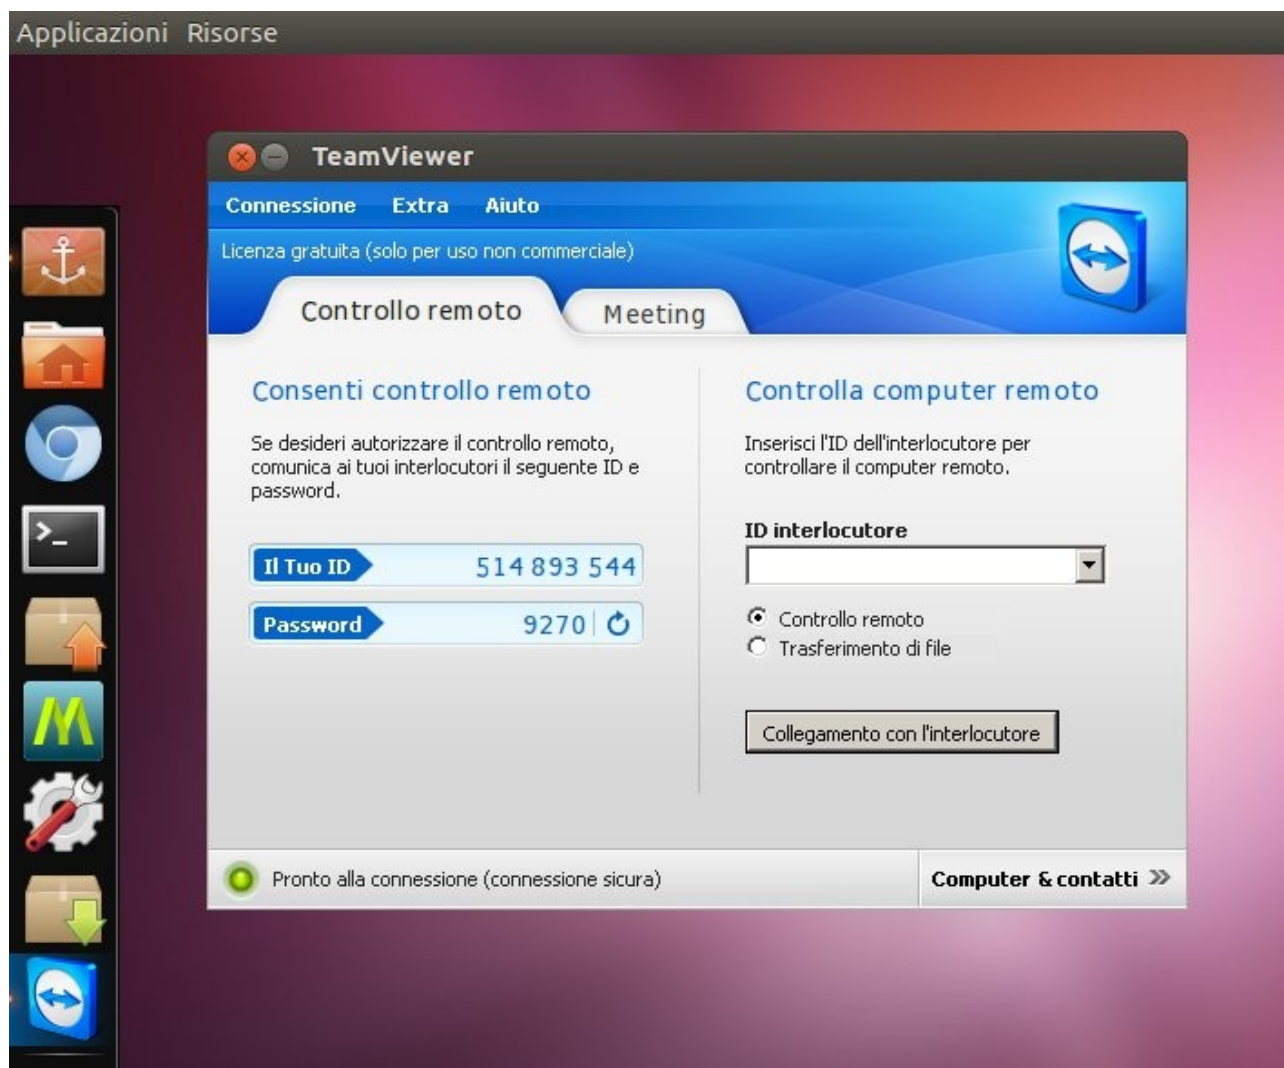 Applicazioni Risorse
TeamViewer
Connessione Extra Aiuto
Licenza gratuita (solo per uso non commerciale)
Controllo remoto Meeting
Consenti controllo remoto
Se desideri autorizzare il controllo remoto,
comunica ai tuoi interlocutori il seguente ID e
password.
Il Tuo ID 514 893 544
Password 9270
Controlla computer remoto
Inserisci l'ID dell'interlocutore per
controllare il computer remoto.
ID interlocutore
Controllo remoto
Trasferimento di file
Collegamento con l'interlocutore
Pronto alla connessione (connessione sicura)
Computer & contatti »